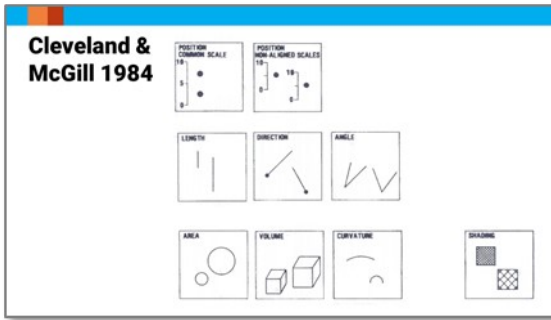 Cleveland &
McGill 1984
POSITION
COMMON SCALE
10
5
0
POSITION
NON-ALIGNED SCALES
10
0
10
0
LENGTH
DIRECTION
ANGLE
AREA
VOLUME
CURVATURE
SHADING